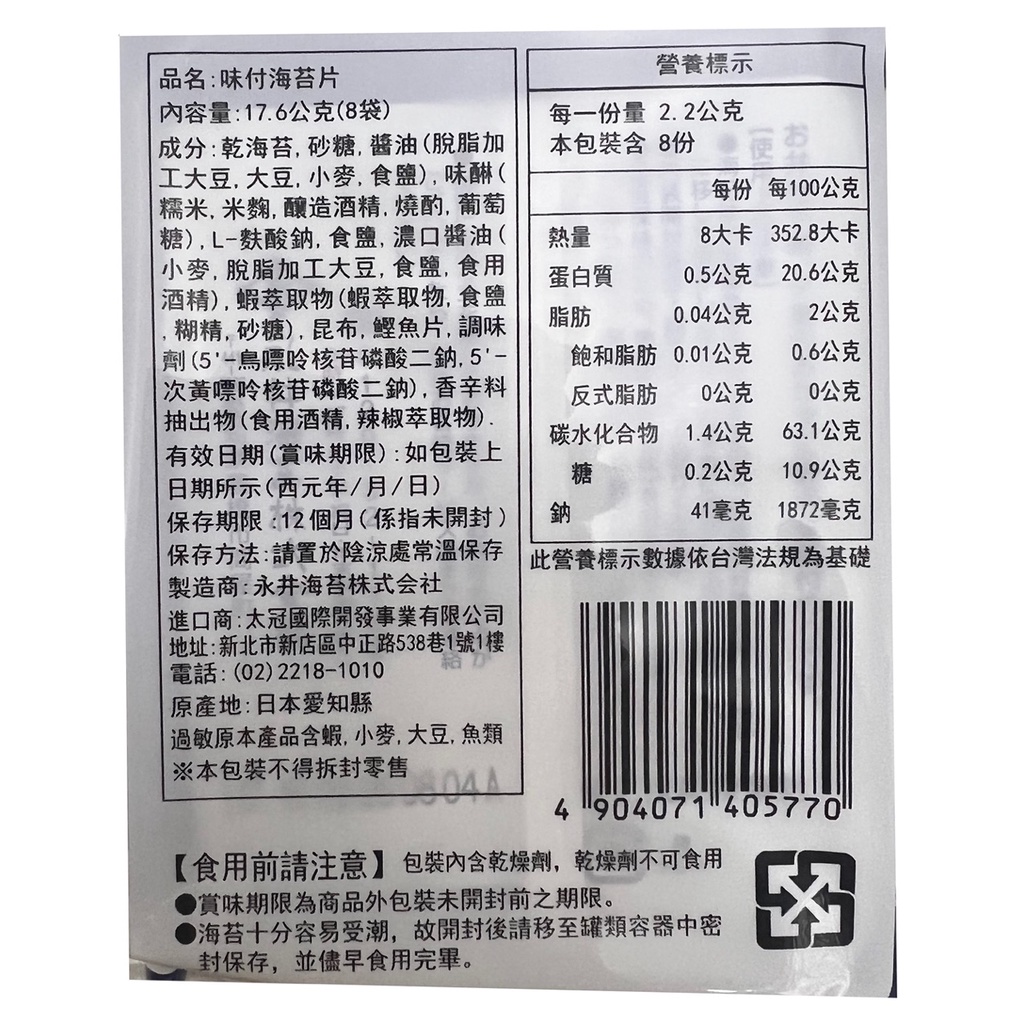 品名:味付海苔片
內容量:17.6公克(8袋)
成分:乾海苔,砂糖,醬油(脫脂加
工大豆,大豆,小麥,食鹽),味醂(
糯米,米麴,釀造酒精,燒酌,葡萄
糖),L-麩酸鈉,食鹽,濃口醬油(
小麥,脫脂加工大豆,食鹽,食用
酒精),蝦萃取物(蝦萃取物,食鹽
,糊精,砂糖),昆布,鰹魚片,調味
劑(5'-鳥嘌呤核苷磷酸二鈉,5'-
次黃嘌呤核苷磷酸二鈉),香辛料
抽出物(食用酒精,辣椒萃取物).
有效日期(賞味期限):如包裝上
日期所示(西元年/月/日)
保存期限:12個月(係指未開封)
保存方法:請置於陰涼處常溫保存
製造商:永井海苔株式会社
進口商:太冠國際開發事業有限公司
地址:新北市新店區中正路538巷1號1樓
電話:(02)2218-1010
原產地:日本愛知縣
過敏原本產品含蝦,小麥,大豆,魚類
※本包裝不得拆封零售
營養標示
每一份量 2.2公克
本包裝含 8份
每份 每100公克
熱量 8大卡 352.8大卡
蛋白質 0.5公克 20.6公克
脂肪 0.04公克 2公克
飽和脂肪 0.01公克 0.6公克
反式脂肪 0公克 0公克
碳水化合物 1.4公克 63.1公克
糖 0.2公克 10.9公克
鈉 41毫克 1872毫克
此營養標示數據依台灣法規為基礎
4 904071 405770
【食用前請注意】 包裝內含乾燥劑，乾燥劑不可食用
●賞味期限為商品外包裝未開封前之期限。
●海苔十分容易受潮，故開封後請移至罐類容器中密
封保存，並儘早食用完畢。